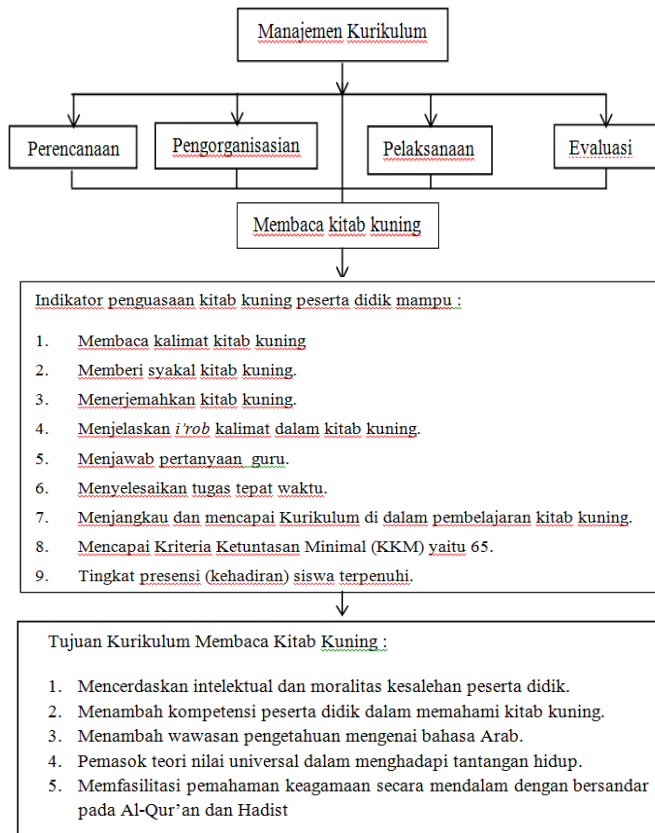 Manajemen Kurikulum
Perencanaan
Pengorganisasian
Pelaksanaan
Evaluasi
Membaca kitab kuning
Indikator penguasaan kitab kuning peserta didik mampu :
1. Membaca kalimat kitab kuning
2. Memberi syakal kitab kuning.
3. Menerjemahkan kitab kuning.
4. Menjelaskan i'rob kalimat dalam kitab kuning.
5. Menjawab pertanyaan guru.
6. Menyelesaikan tugas tepat waktu.
7. Menjangkau dan mencapai Kurikulum di dalam pembelajaran kitab kuning.
8. Mencapai Kriteria Ketuntasan Minimal (KKM) yaitu 65.
9. Tingkat presensi (kehadiran) siswa terpenuhi.
Tujuan Kurikulum Membaca Kitab Kuning :
1. Mencerdaskan intelektual dan moralitas kesalehan peserta didik.
2. Menambah kompetensi peserta didik dalam memahami kitab kuning.
3. Menambah wawasan pengetahuan mengenai bahasa Arab.
4. Pemasok teori nilai universal dalam menghadapi tantangan hidup.
5. Memfasilitasi pemahaman keagamaan secara mendalam dengan bersandar
pada Al-Qur'an dan Hadist